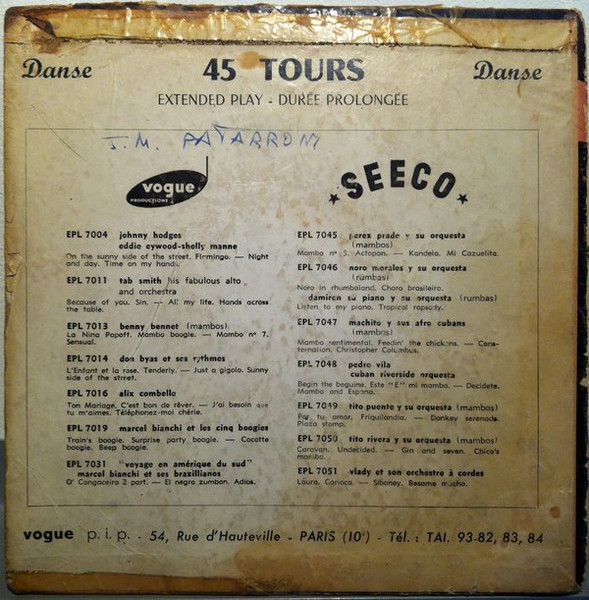 Danse 45 TOURS Danse
EXTENDED PLAY - DURÉE PROLONGÉE
J.M. PATARRONI
vogue
PRODUCTIONS
EPL 7004 johnny hodges
eddie eywood-shelly manne
On the sunny side of the street. Flamingo. — Night
and day. Time on my hands.
EPL 7011 tab smith his fabulous alto
and orchestra
Because of you. Sin. — All my life. Hands across
the table.
EPL 7013 benny bennet (mambos)
La Nina Popoff. Mambo boogie. — Mambo n° 7.
Sensual.
EPL 7014 don byas et ses rythmes
L'Enfant et la rose. Tenderly. — Just a gigolo. Sunny
side of the street.
EPL 7016 alix combelle
Ton Mariage. C'est bon de rêver. — J'ai besoin que
tu m'aimes. Téléphonez-moi chérie.
EPL 7019 marcel bianchi et les cinq boogies
Train's boogie. Surprise party boogie. — Cocotte
boogie. Beep boogie.
EPL 7031 "voyage en amérique du sud"
marcel bianchi et ses brazillianos
O' Cangaceiro 2 part. — El negro zumbon. Adios.
SEECO
EPL 7045 perez prado y su orquesta
(mambos)
Mambo n° 5. Actopan. — Kandela. Mi Cazuelita.
EPL 7046 noro morales y su orquesta
(rumbas)
Noro in rhumbaland. Choro brasileiro.
damiron su piano y su orquesta (rumbas)
Listen to my piano. Tropical rapsody.
EPL 7047 machito y sus afro cubans
(mambos)
Mambo sentimental. Feedin' the chickens. — Cons-
ternation. Christopher Columbus.
EPL 7048 pedro vila
cuban riverside orquesta
Begin the beguine. Este "E" mi mambo. — Decidete.
Mambo and Espana.
EPL 7049 tito puente y su orquesta (mambos)
Por tu amor. Friquilandia. — Donkey serenade.
Plaza stomp.
EPL 7050 tito rivera y su orquesta (mambos)
Caravan. Undecided. — Gin and seven. Chico's
mambo.
EPL 7051 vlady et son orchestre à cordes
Laura. Carioca. — Siboney. Besame mucho.
vogue p.i.p. - 54, Rue d'Hauteville - PARIS (10°) - Tél. : TAI. 93-82, 83, 84